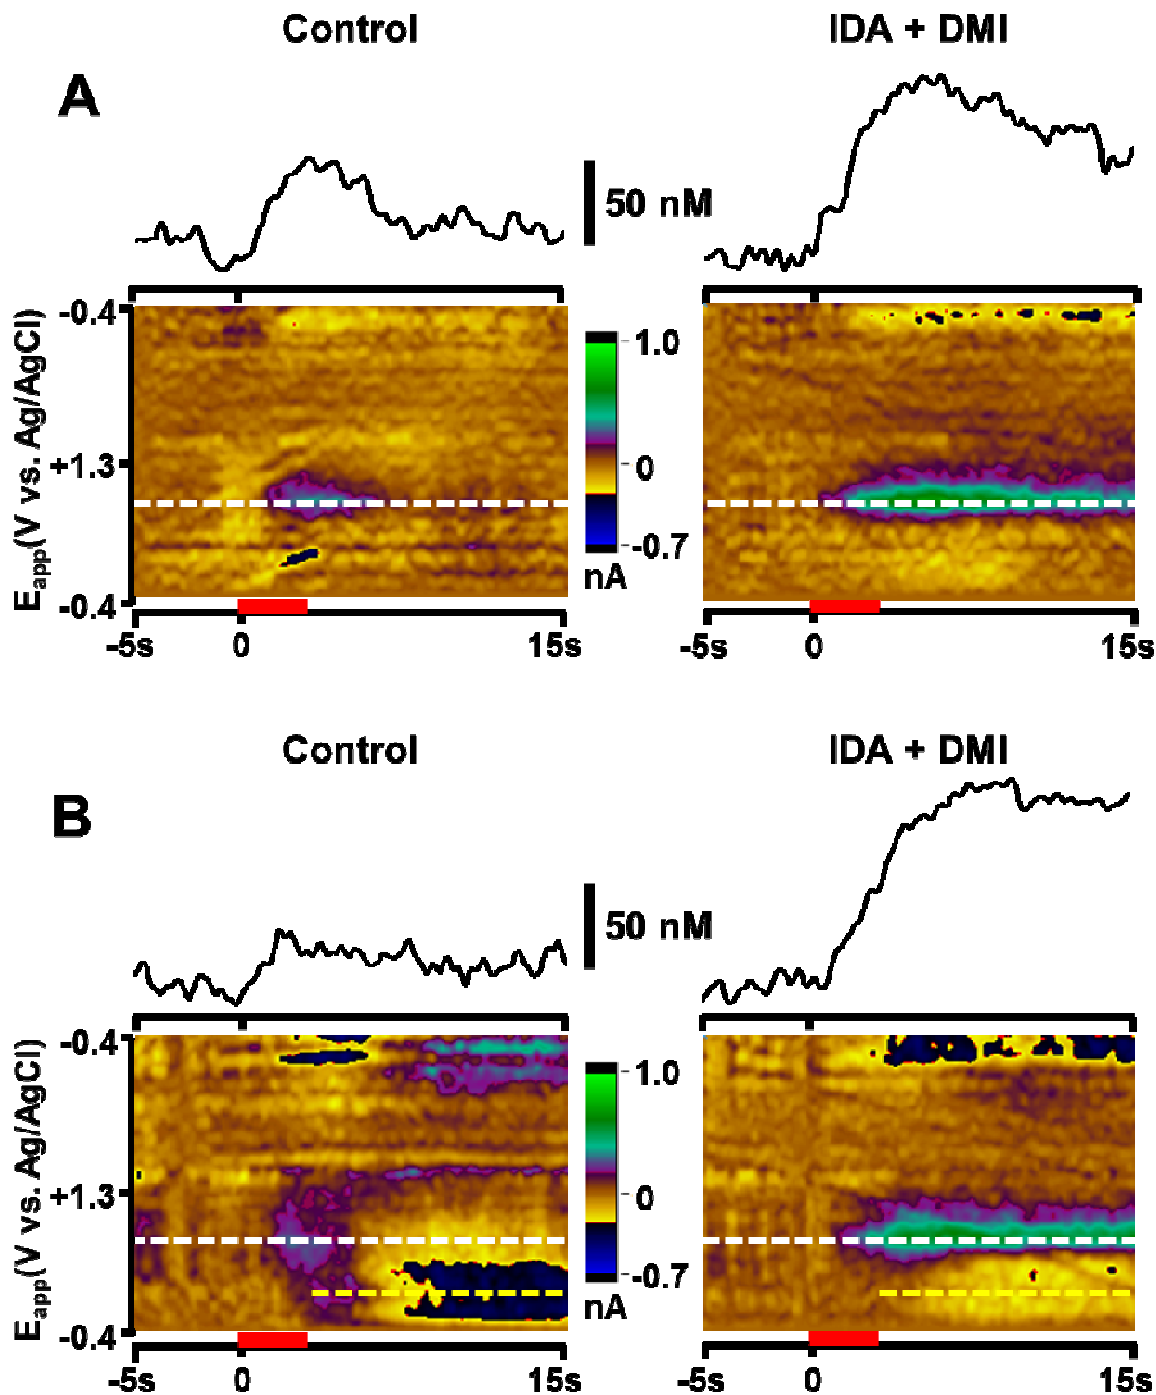 Control
IDA + DMI
A
50 nM
-0.4
+1.3
-0.4
Eapp(V vs. Ag/AgCl)
1.0
0
-0.7
nA
-5s
0
15s
-5s
0
15s
Control
IDA + DMI
B
50 nM
-0.4
+1.3
-0.4
Eapp(V vs. Ag/AgCl)
1.0
0
-0.7
nA
-5s
0
15s
-5s
0
15s